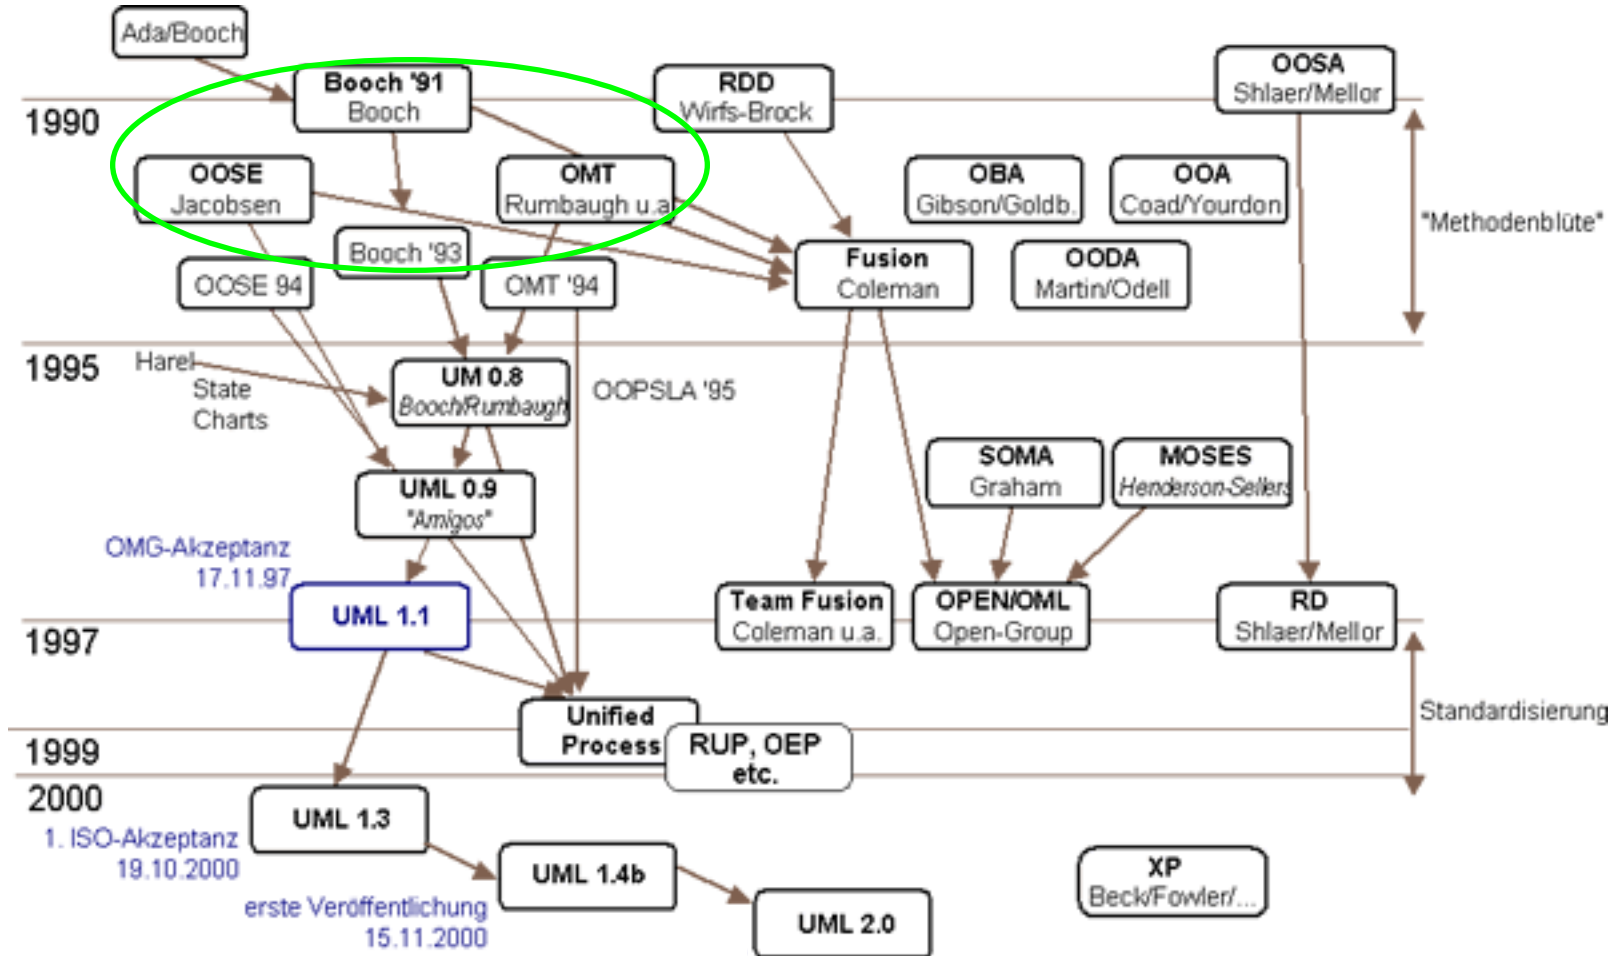 Ada/Booch
Booch '91
Booch
RDD
Wirfs-Brock
OOSA
Shlaer/Mellor
1990
OOSE
Jacobsen
OMT
Rumbaugh u.a
OBA
Gibson/Goldb.
OOA
Coad/Yourdon
"Methodenblüte"
Booch '93
OOSE 94
OMT '94
Fusion
Coleman
OODA
Martin/Odell
1995
Harel
State
Charts
UM 0.8
Booch/Rumbaugh
OOPSLA '95
SOMA
Graham
MOSES
Henderson-Sellers
UML 0.9
"Amigos"
OMG-Akzeptanz
17.11.97
UML 1.1
Team Fusion
Coleman u.a.
OPEN/OML
Open-Group
RD
Shlaer/Mellor
1997
Unified
Process
RUP, OEP
etc.
Standardisierung
1999
2000
UML 1.3
1. ISO-Akzeptanz
19.10.2000
UML 1.4b
erste Veröffentlichung
15.11.2000
UML 2.0
XP
Beck/Fowler/...